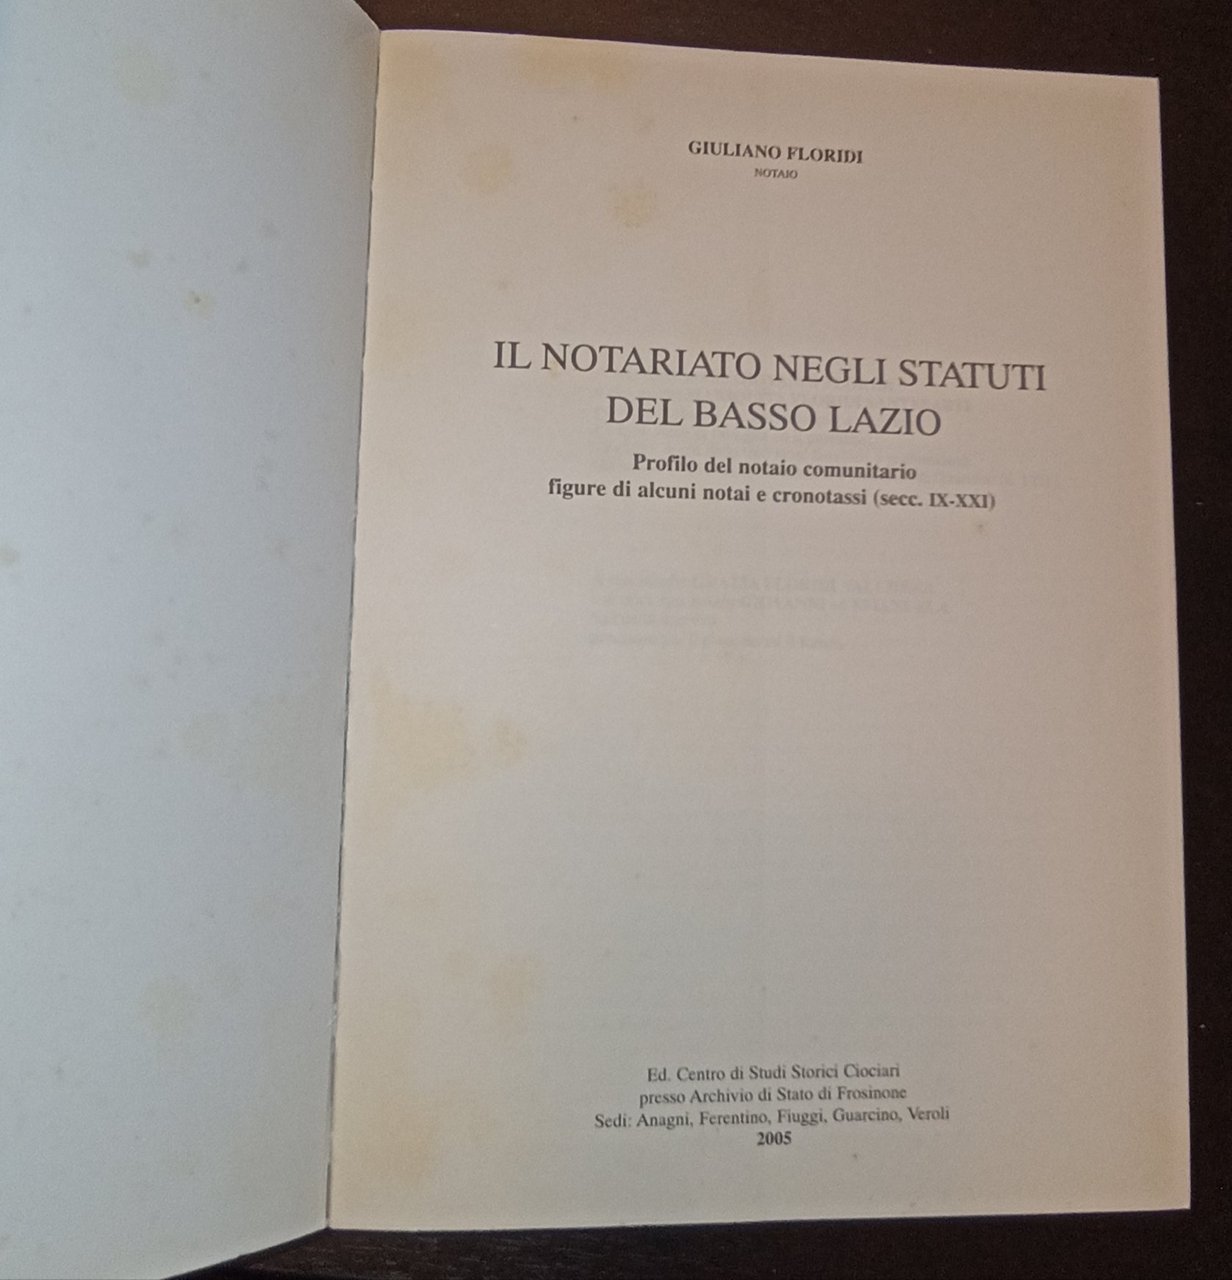 GIULIANO FLORIDI
NOTAIO
IL NOTARIATO NEGLI STATUTI
DEL BASSO LAZIO
Profilo del notaio comunitario
figure di alcuni notai e cronotassi (secc. IX-XXI)
Ed. Centro di Studi Storici Ciociari
presso Archivio di Stato di Frosinone
Sedi: Anagni, Ferentino, Fiuggi, Guarcino, Veroli
2005